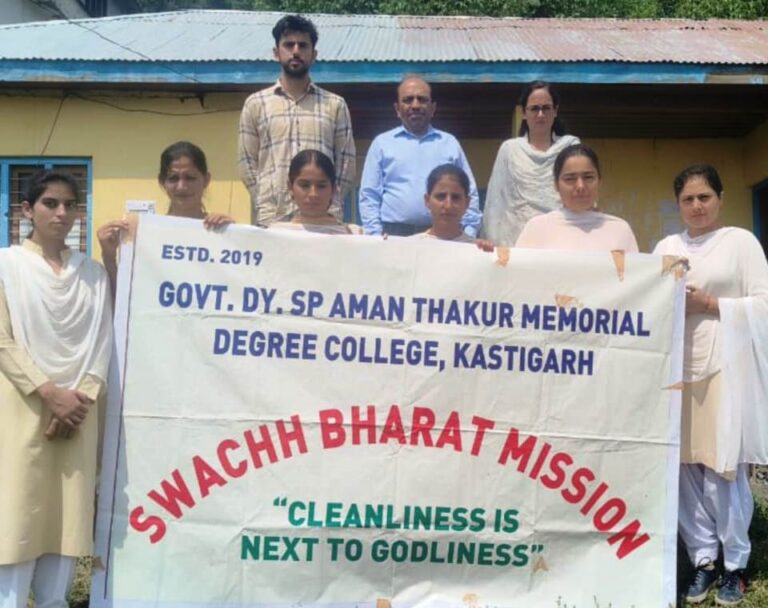 ESTD. 2019
GOVT. DY. SP AMAN THAKUR MEMORIAL
DEGREE COLLEGE, KASTIGARH
SWACHH BHARAT MISSION
“CLEANLINESS IS
NEXT TO GODLINESS”